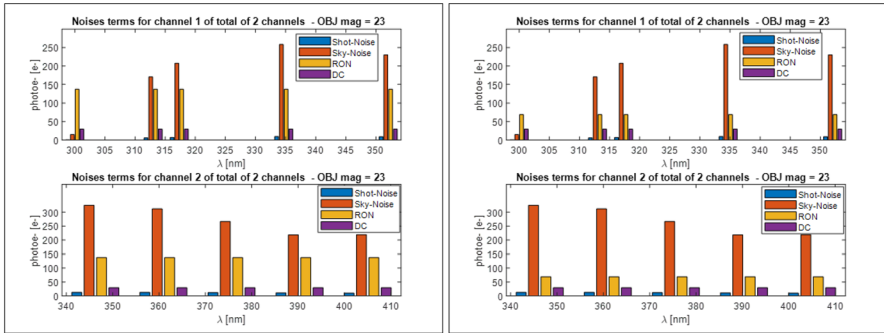 Noises terms for channel 1 of total of 2 channels - OBJ mag = 23
photoe- [e-]
250
200
150
100
50
0
Shot-Noise
Sky-Noise
RON
DC
300 305 310 315 320 325 330 335 340 345 350
λ [nm]
Noises terms for channel 2 of total of 2 channels - OBJ mag = 23
photoe- [e-]
300
250
200
150
100
50
0
Shot-Noise
Sky-Noise
RON
DC
340 350 360 370 380 390 400 410
λ [nm]
Noises terms for channel 1 of total of 2 channels - OBJ mag = 23
photoe- [e-]
250
200
150
100
50
0
Shot-Noise
Sky-Noise
RON
DC
300 305 310 315 320 325 330 335 340 345 350
λ [nm]
Noises terms for channel 2 of total of 2 channels - OBJ mag = 23
photoe- [e-]
300
250
200
150
100
50
0
Shot-Noise
Sky-Noise
RON
DC
340 350 360 370 380 390 400 410
λ [nm]